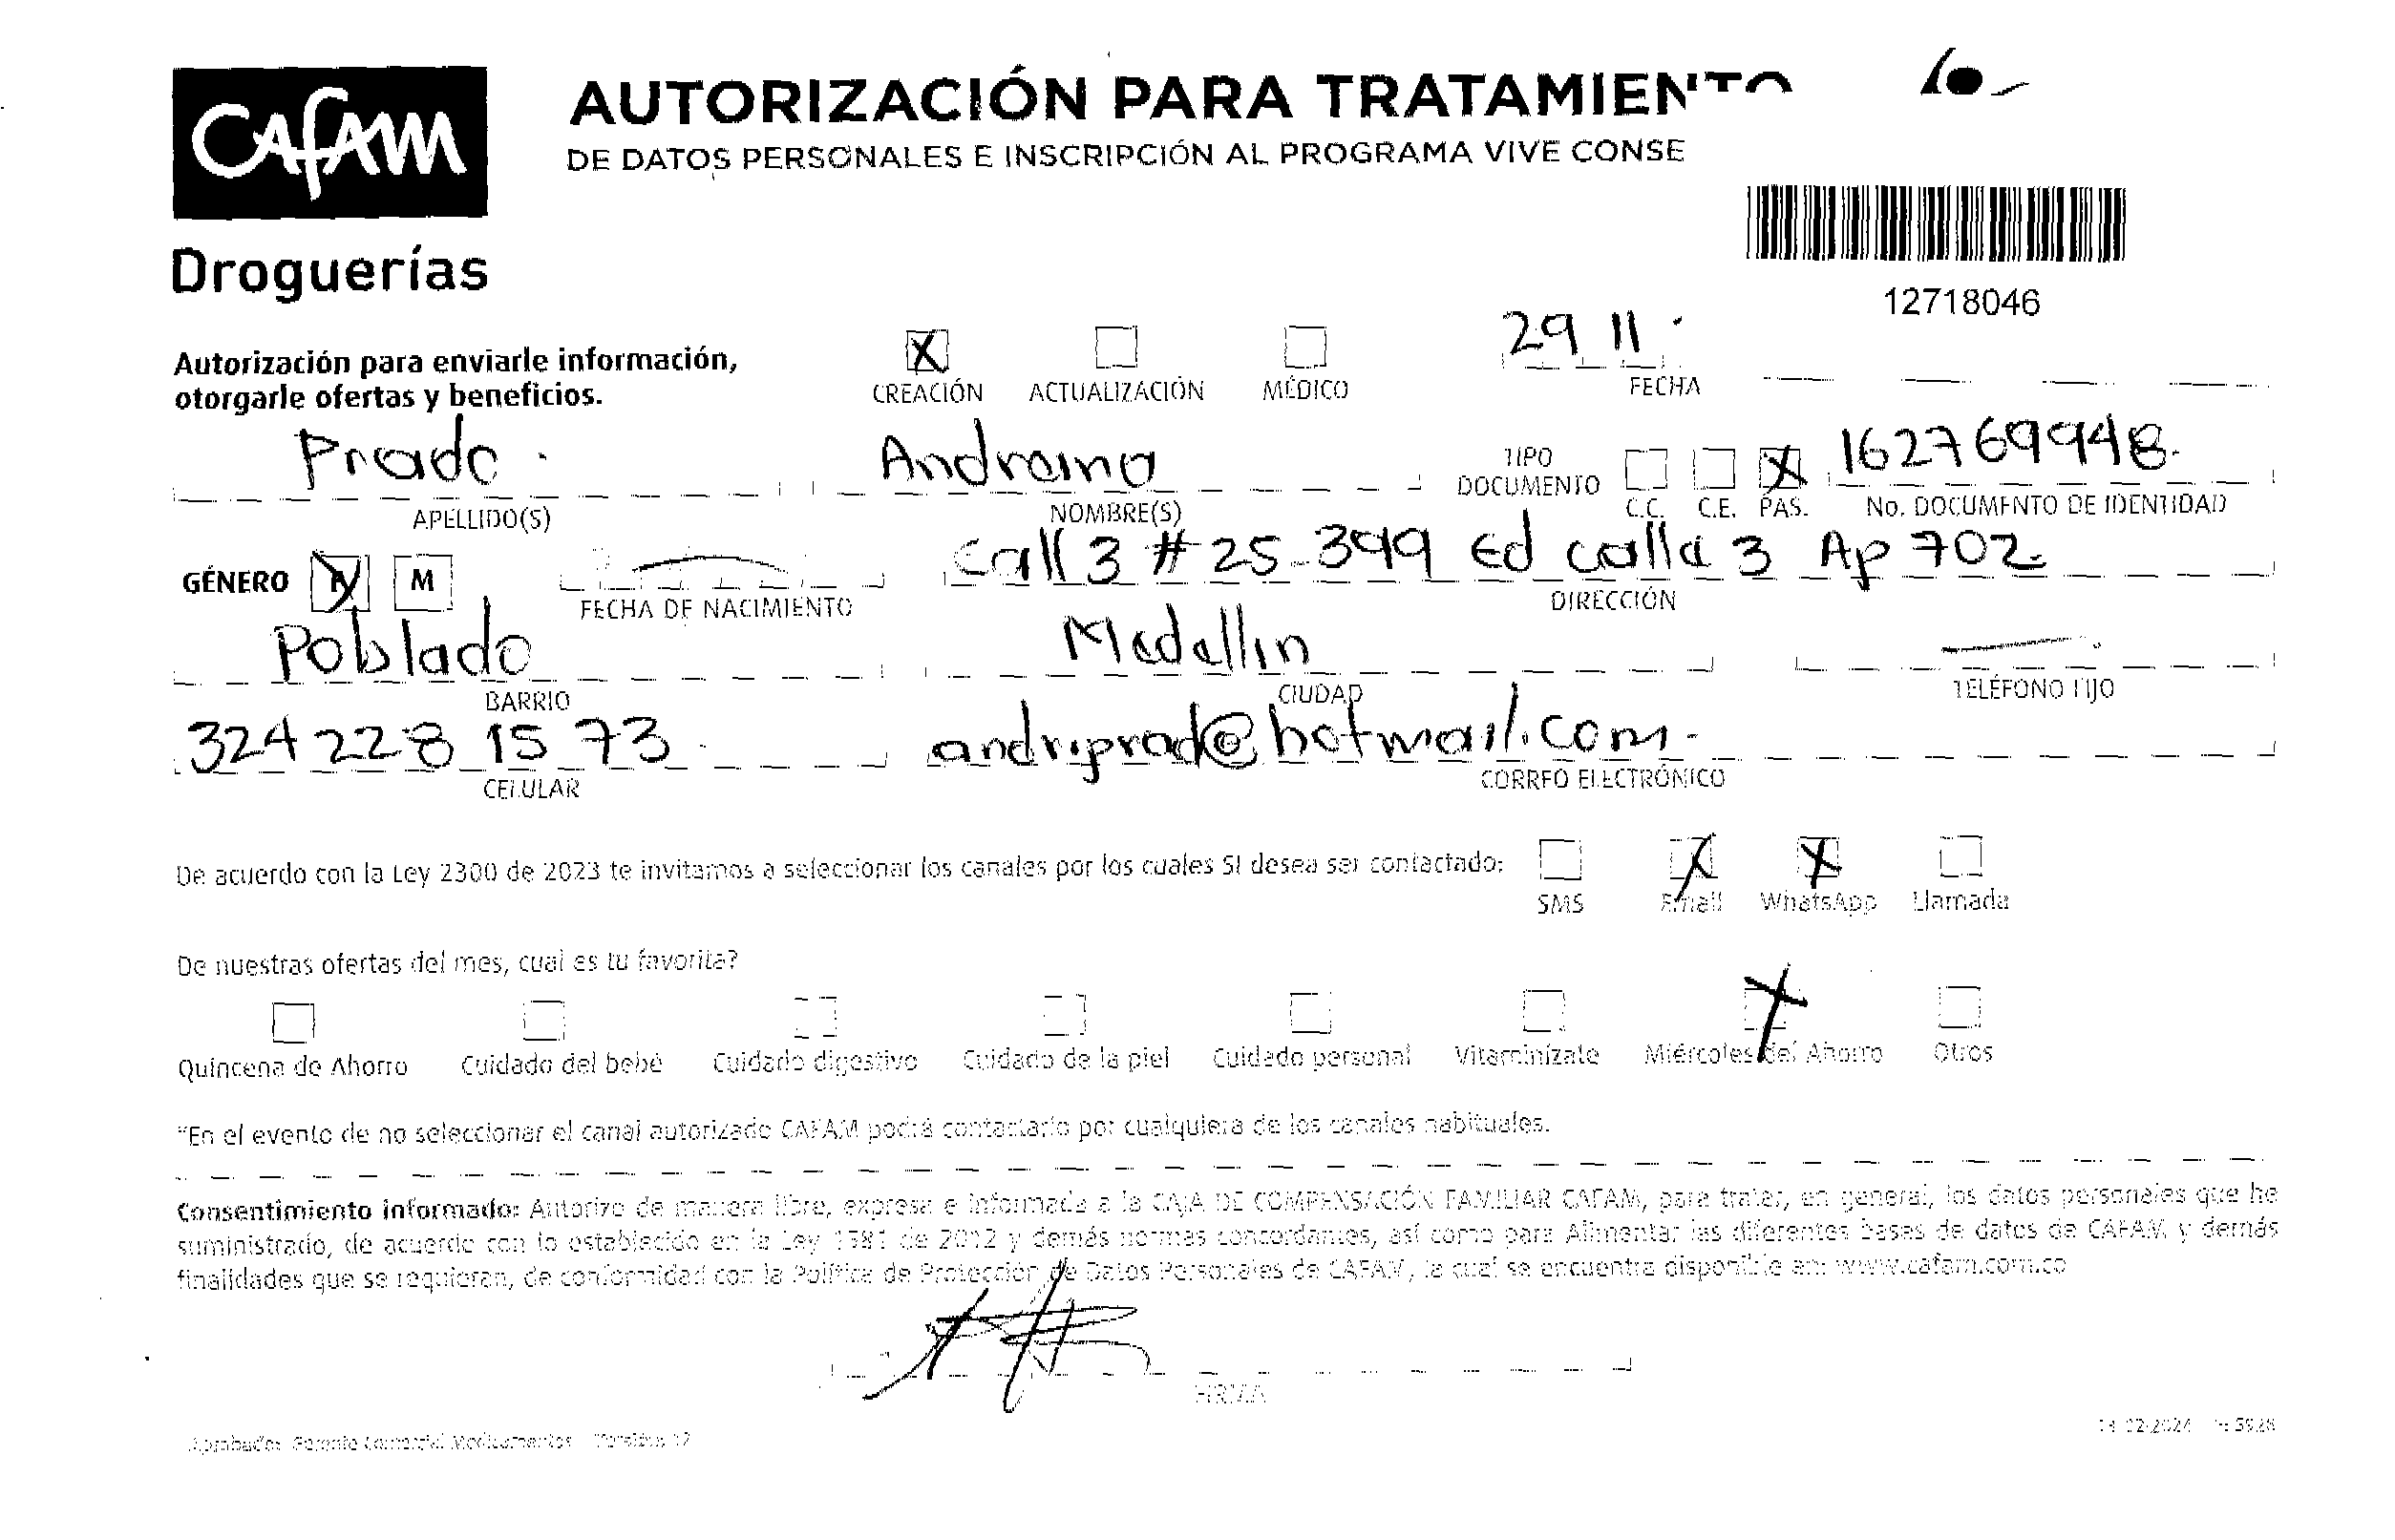 CAFAM
Droguerías
AUTORIZACIÓN PARA TRATAMIENTO
DE DATOS PERSONALES E INSCRIPCIÓN AL PROGRAMA VIVE CONSE
12718046
Autorización para enviarle información,
otorgarle ofertas y beneficios.
X CREACIÓN ACTUALIZACIÓN MÉDICO
29 11
FECHA
Prado
APELLIDO(S)
Andraina
NOMBRE(S)
TIPO DOCUMENTO
C.C. C.E. X PAS.
162769948
No. DOCUMENTO DE IDENTIDAD
GÉNERO X F M
FECHA DE NACIMIENTO
Call 3 # 25-399 Ed calla 3 Ap 702
DIRECCIÓN
Poblado
BARRIO
Medellin
CIUDAD
TELÉFONO FIJO
324 228 15 73
CELULAR
andriprad@hotmail.com
CORREO ELECTRÓNICO
De acuerdo con la Ley 2300 de 2023 te invitamos a seleccionar los canales por los cuales SI desea ser contactado:
SMS X Email X WhatsApp Llamada
De nuestras ofertas del mes, cual es tu favorita?
Quincena de Ahorro Cuidado del bebé Cuidado digestivo Cuidado de la piel Cuidado personal Vitaminízate X Miércoles del Ahorro Otros
"En el evento de no seleccionar el canal autorizado CAFAM podrá contactarlo por cualquiera de los canales habituales.
Consentimiento informado: Autorizo de manera libre, expresa e informada a la CAJA DE COMPENSACIÓN FAMILIAR CAFAM, para tratar, en general, los datos personales que he
suministrado, de acuerdo con lo establecido en la Ley 1581 de 2012 y demás normas concordantes, así como para Alimentar las diferentes bases de datos de CAFAM y demás
finalidades que se requieran, de conformidad con la Política de Protección de Datos Personales de CAFAM, la cual se encuentra disponible en: www.cafam.com.co
FIRMA
Aprobador Gerente Comercial Medicamentos Versión: 12